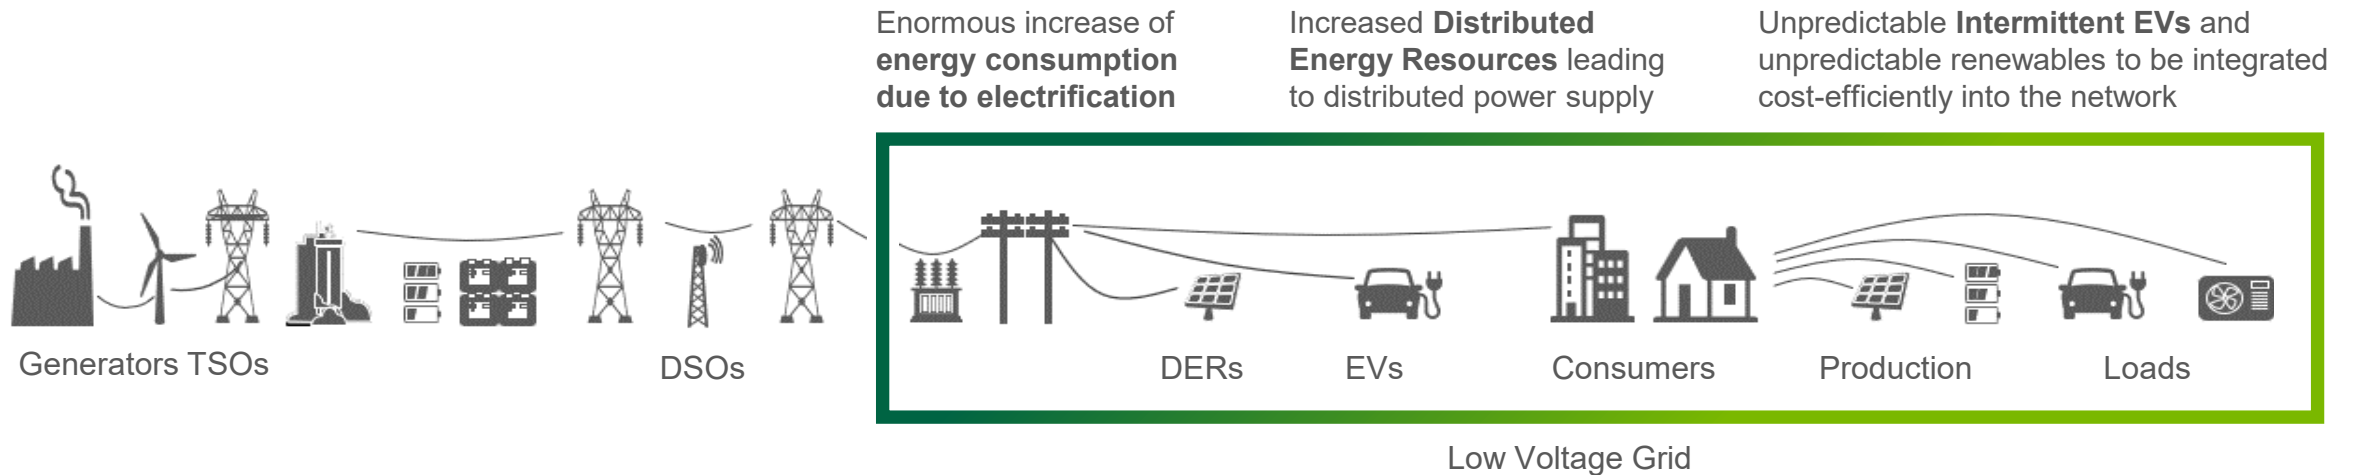 Enormous increase of
energy consumption
due to electrification
Increased Distributed
Energy Resources leading
to distributed power supply
Unpredictable Intermittent EVs and
unpredictable renewables to be integrated
cost-efficiently into the network
Generators TSOs
DSOs
DERs
EVs
Consumers
Production
Loads
Low Voltage Grid